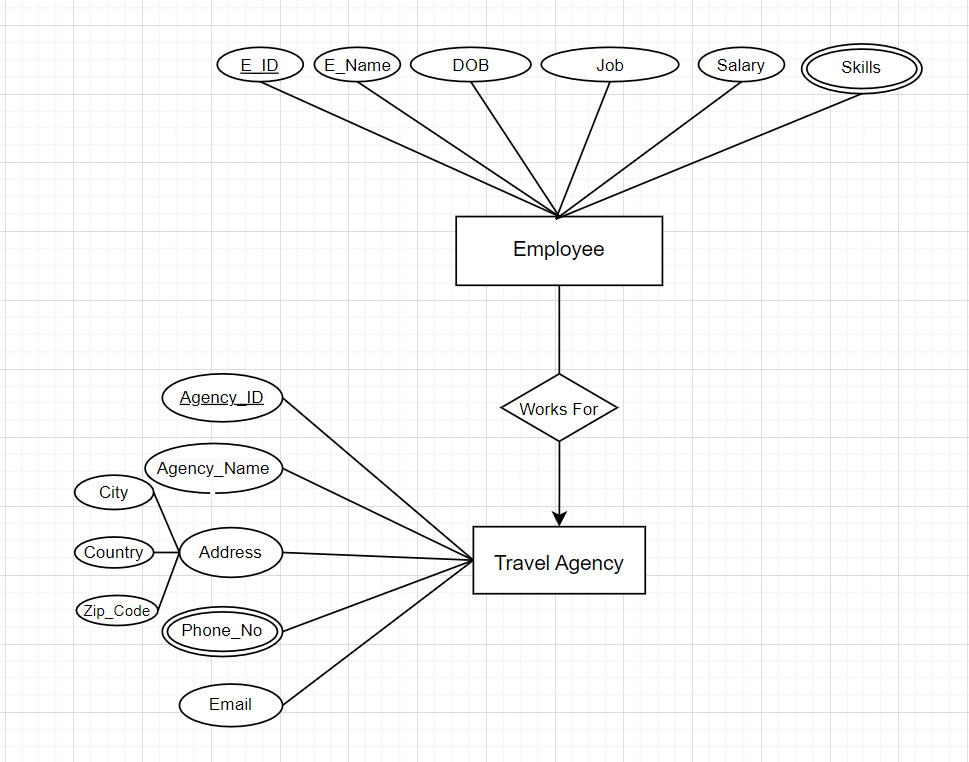 E_ID
E_Name
DOB
Job
Salary
Skills
Employee
Works For
Travel Agency
Agency_ID
Agency_Name
Address
City
Country
Zip_Code
Phone_No
Email